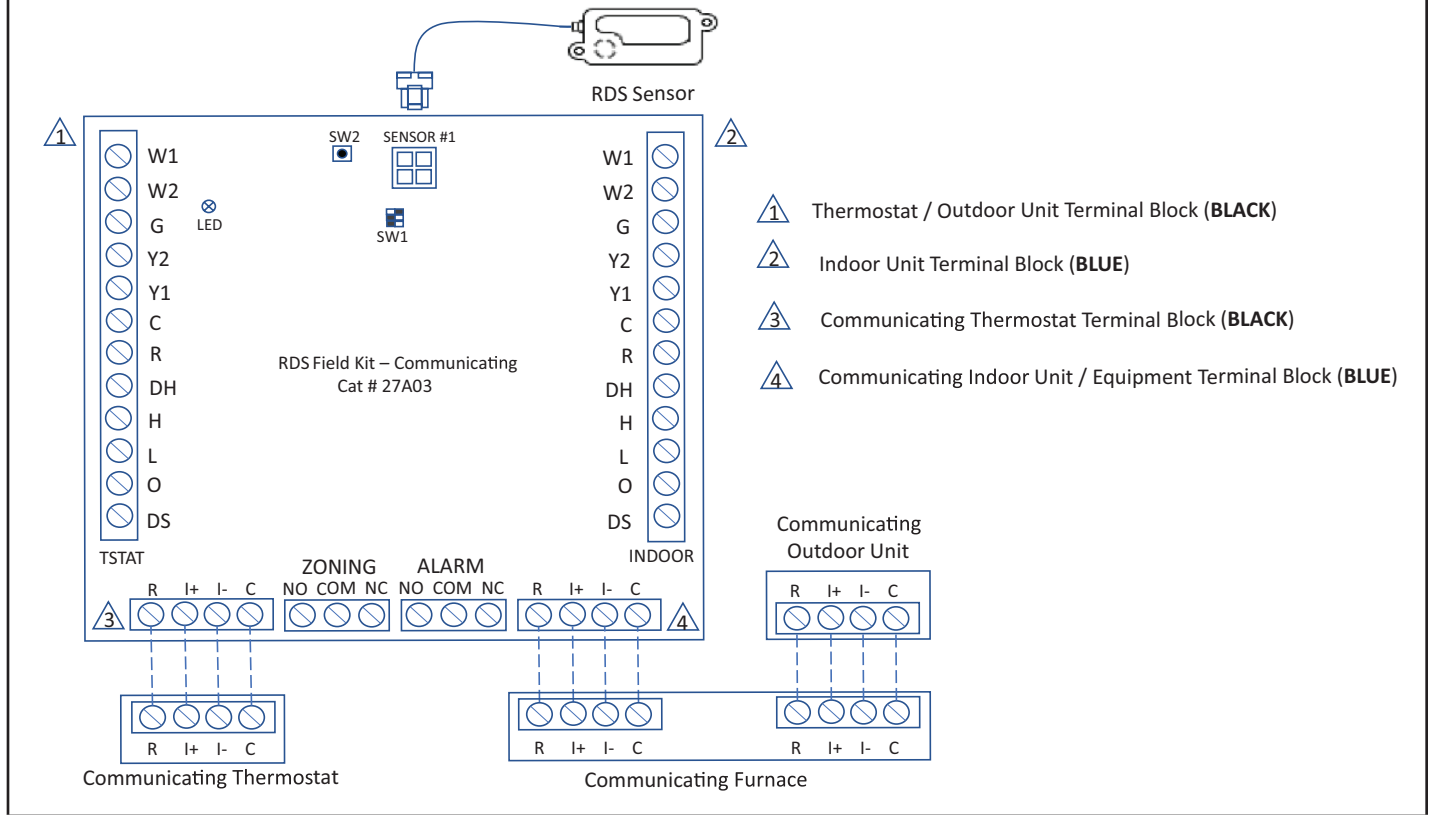 RDS Sensor
1
2
SW2
SENSOR #1
LED
SW1
W1
W2
G
Y2
Y1
C
R
DH
H
L
O
DS
TSTAT
RDS Field Kit – Communicating
Cat # 27A03
W1
W2
G
Y2
Y1
C
R
DH
H
L
O
DS
INDOOR
1 Thermostat / Outdoor Unit Terminal Block (BLACK)
2 Indoor Unit Terminal Block (BLUE)
3 Communicating Thermostat Terminal Block (BLACK)
4 Communicating Indoor Unit / Equipment Terminal Block (BLUE)
3
R I+ I- C
ZONING
NO COM NC
ALARM
NO COM NC
R I+ I- C
4
Communicating
Outdoor Unit
R I+ I- C
R I+ I- C
Communicating Thermostat
R I+ I- C
R I+ I- C
Communicating Furnace